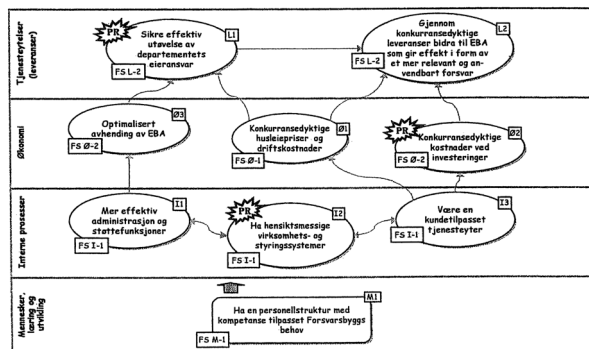 Tjenesteytelser
(leveranser)
PR
Sikre effektiv
utøvelse av
departementets
eieransvar
L1
FS L-2
Gjennom
konkurransedyktige
leveranser bidra til EBA
som gir effekt i form av
et mer relevant og an-
vendbart forsvar
L2
FS L-2
Økonomi
Optimalisert
avhending av EBA
Ø3
FS Ø-2
Konkurransedyktige
husleiepriser og
driftskostnader
Ø1
FS Ø-1
PR
Konkurransedyktige
kostnader ved
investeringer
Ø2
FS Ø-2
Interne prosesser
Mer effektiv
administrasjon og
støttefunksjoner
I1
FS I-1
PR
Ha hensiktsmessige
virksomhets- og
styringssystemer
I2
FS I-1
Være en
kundetilpasset
tjenesteyter
I3
FS I-1
Mennesker,
læring og
utvikling
Ha en personellstruktur med
kompetanse tilpasset Forsvarsbyggs
behov
M1
FS M-1